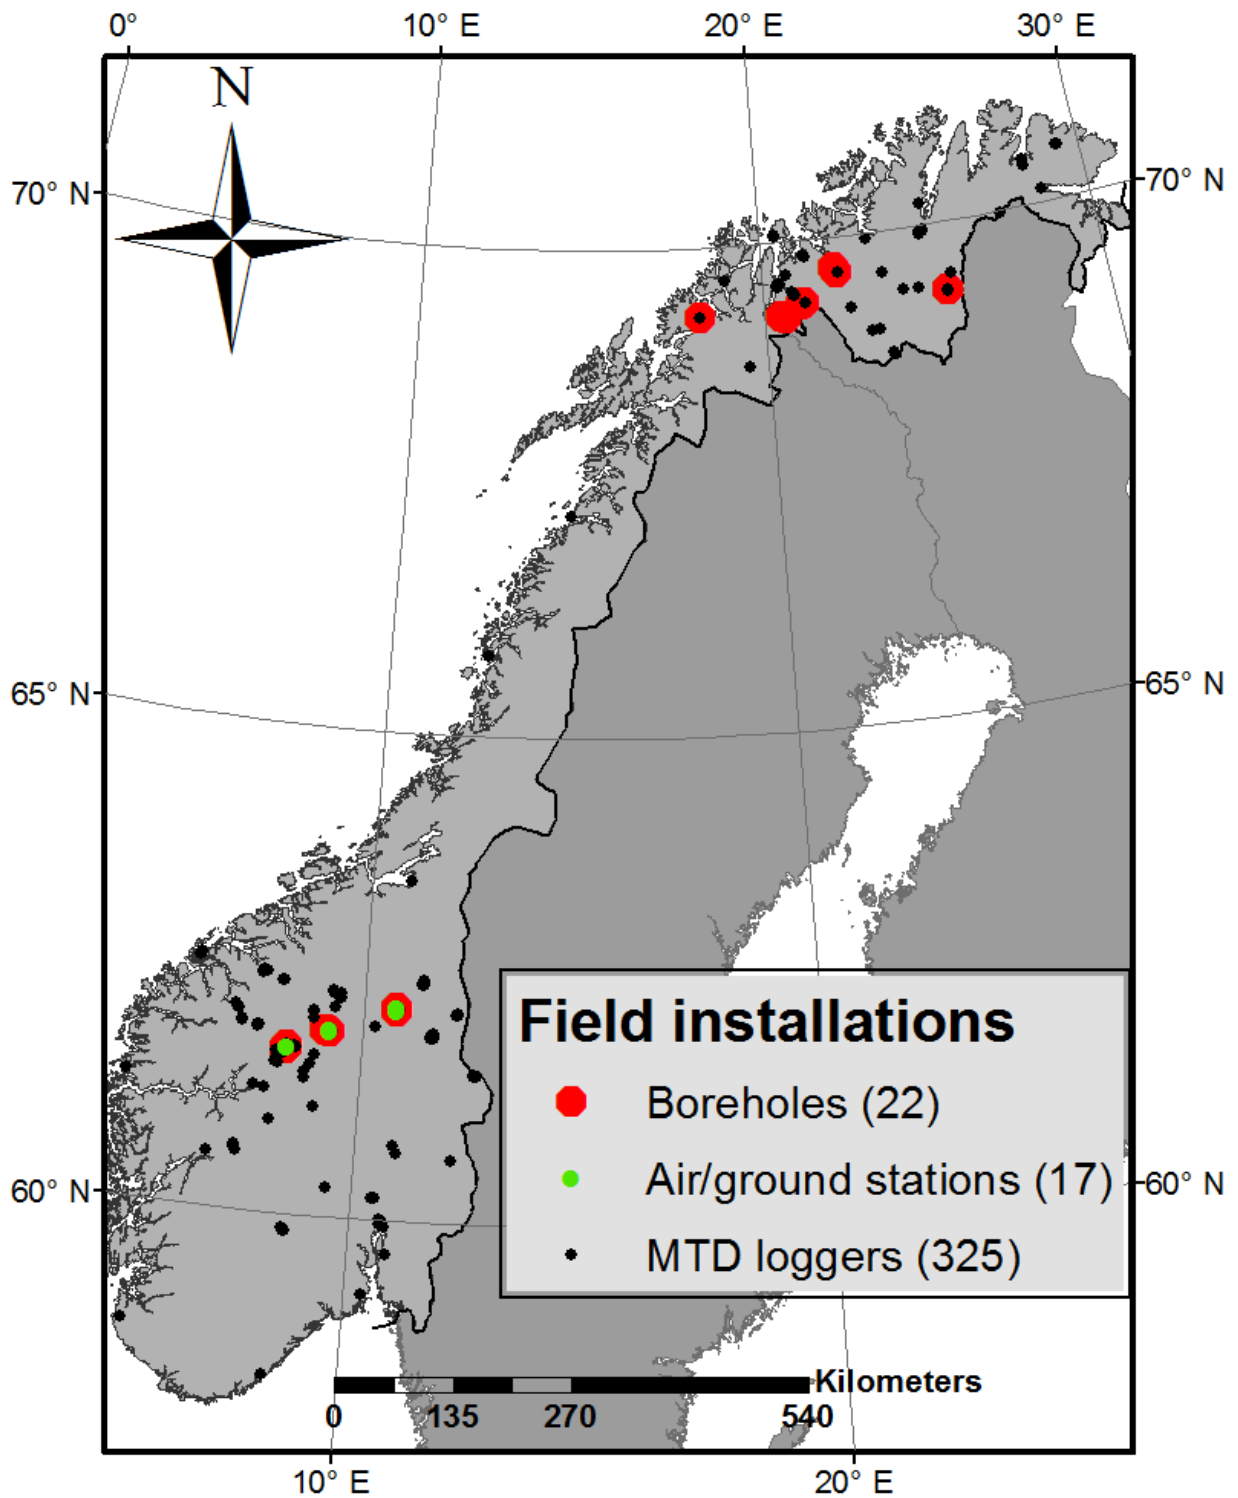 0° 10° E 20° E 30° E
N
70° N 70° N
65° N 65° N
Field installations
Boreholes (22)
Air/ground stations (17)
60° N 60° N
MTD loggers (325)
Kilometers
0 135 270 540
10° E 20° E